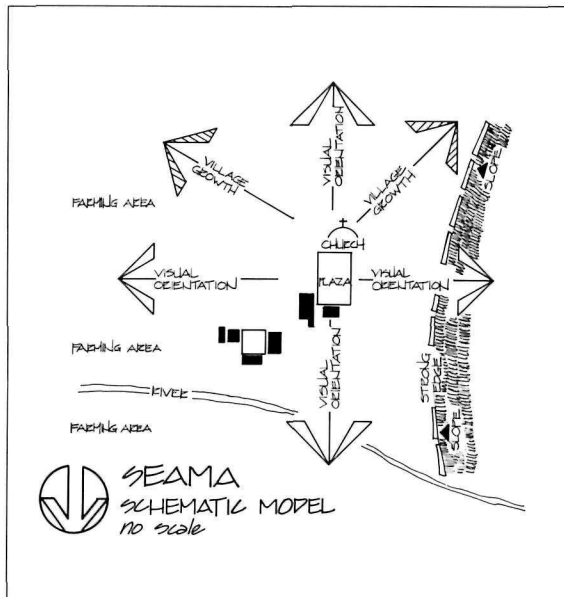 VISUAL
ORIENTATION
VILLAGE
GROWTH
VILLAGE
GROWTH
SLOPE
FARMING AREA
CHURCH
PLAZA
VISUAL
ORIENTATION
VISUAL
ORIENTATION
FARMING AREA
VISUAL
ORIENTATION
STRONG
EDGE
RIVER
FARMING AREA
SLOPE
SEAMA
SCHEMATIC MODEL
no scale